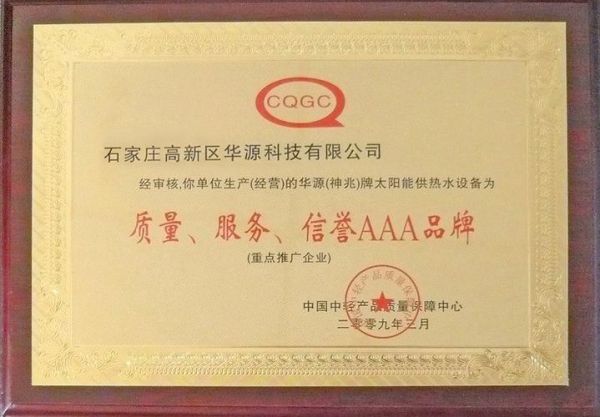 CQGC
石家庄高新区华源科技有限公司
经审核,你单位生产(经营)的华源(神兆)牌太阳能供热水设备为
质量、服务、信誉AAA品牌
(重点推广企业)
中国中轻产品质量保障中心
二零零九年三月